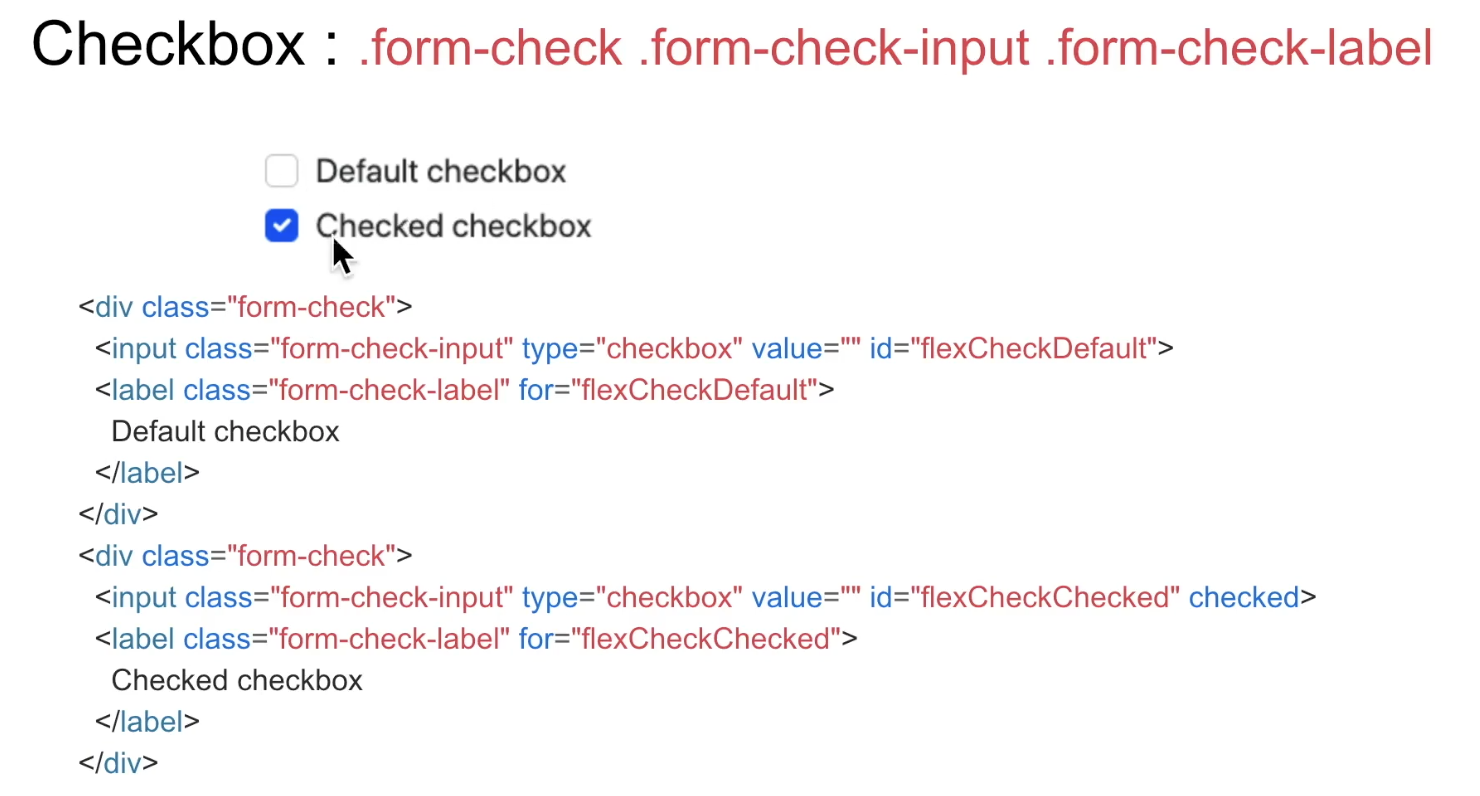 Checkbox : .form-check .form-check-input .form-check-label
Default checkbox
Checked checkbox
<div class="form-check">
<input class="form-check-input" type="checkbox" value="" id="flexCheckDefault">
<label class="form-check-label" for="flexCheckDefault">
Default checkbox
</label>
</div>
<div class="form-check">
<input class="form-check-input" type="checkbox" value="" id="flexCheckChecked" checked>
<label class="form-check-label" for="flexCheckChecked">
Checked checkbox
</label>
</div>